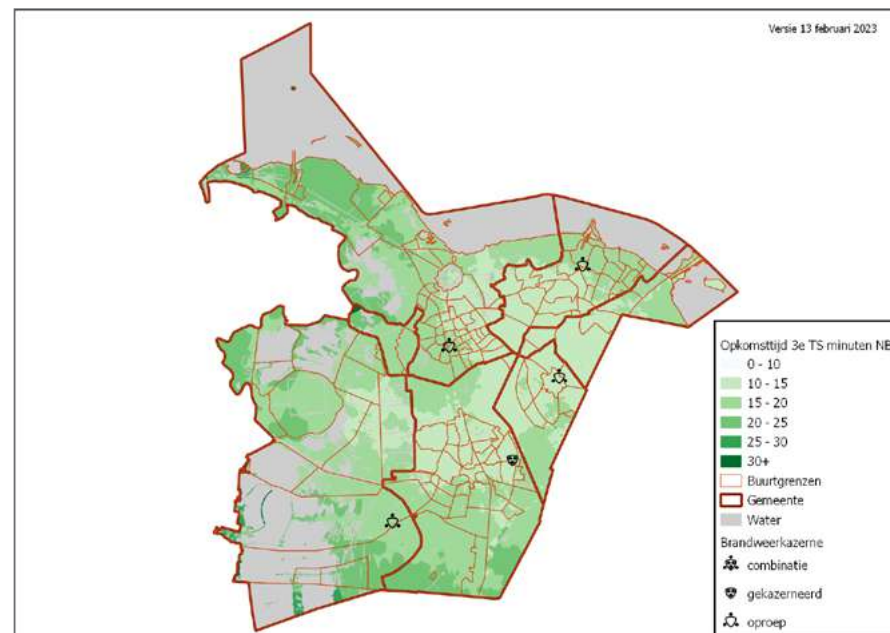 Versie 13 februari 2023
Opkomsttijd 3e TS minuten NB
0 - 10
10 - 15
15 - 20
20 - 25
25 - 30
30+
Buurtgrenzen
Gemeente
Water
Brandweerkazerne
combinatie
gekazerneerd
oproep